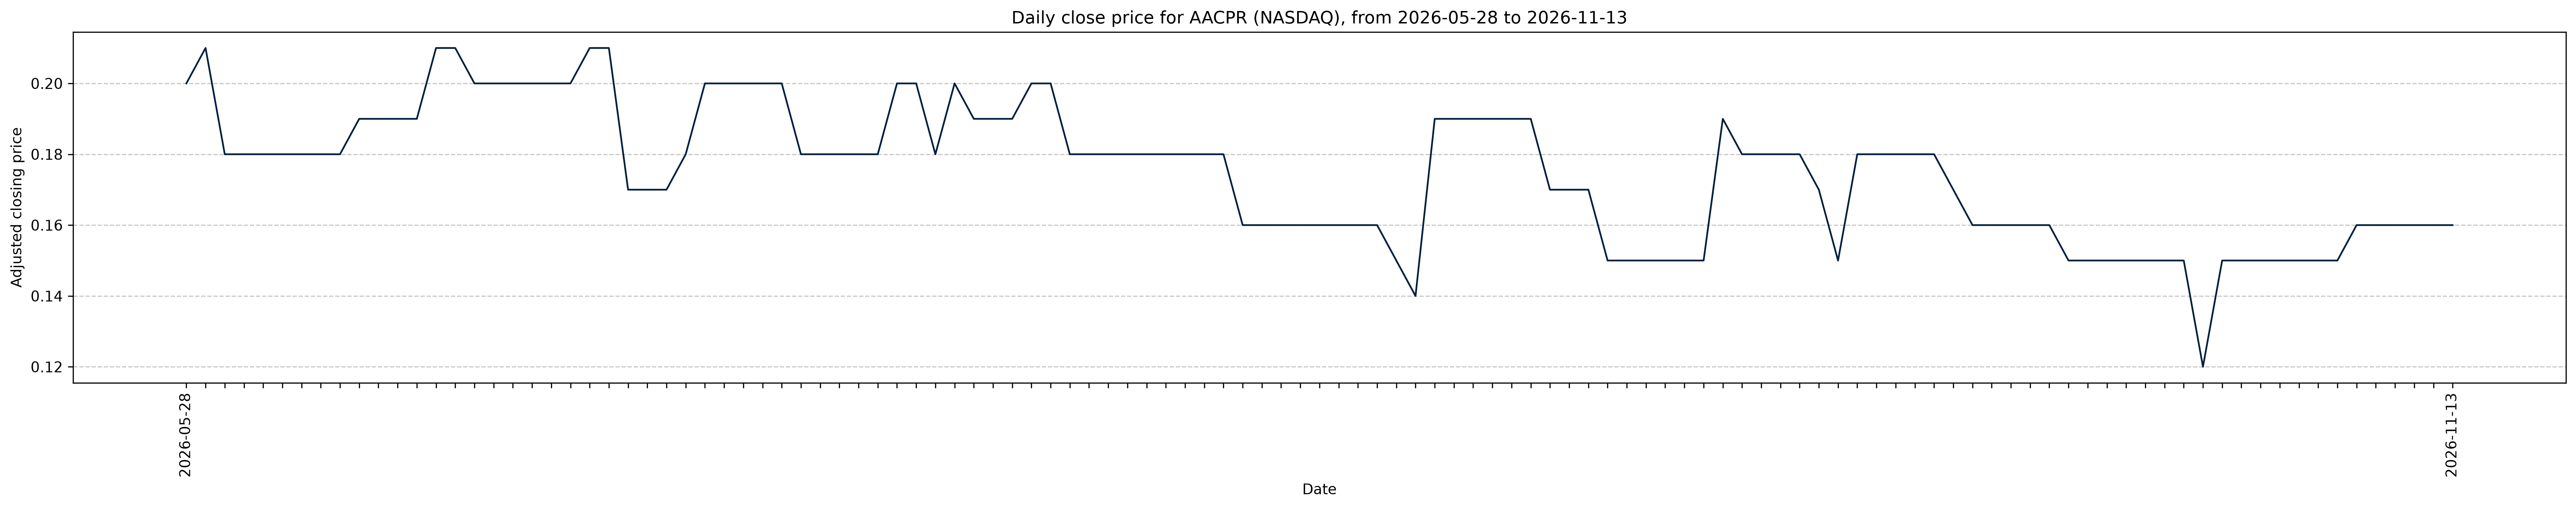 Daily close price for AACPR (NASDAQ), from 2026-05-28 to 2026-11-13
Adjusted closing price
0.20
0.18
0.16
0.14
0.12
2026-05-28
2026-11-13
Date